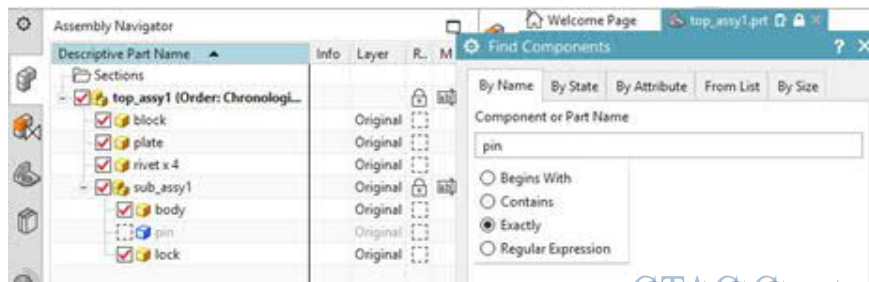 Assembly Navigator
Welcome Page
top_assy1.prt
Find Components
? X
Descriptive Part Name Info Layer R.. M
Sections
top_assy1 (Order: Chronologi...
block Original
plate Original
rivet x 4 Original
sub_assy1 Original
body Original
pin Original
lock Original
By Name By State By Attribute From List By Size
Component or Part Name
pin
Begins With
Contains
Exactly
Regular Expression